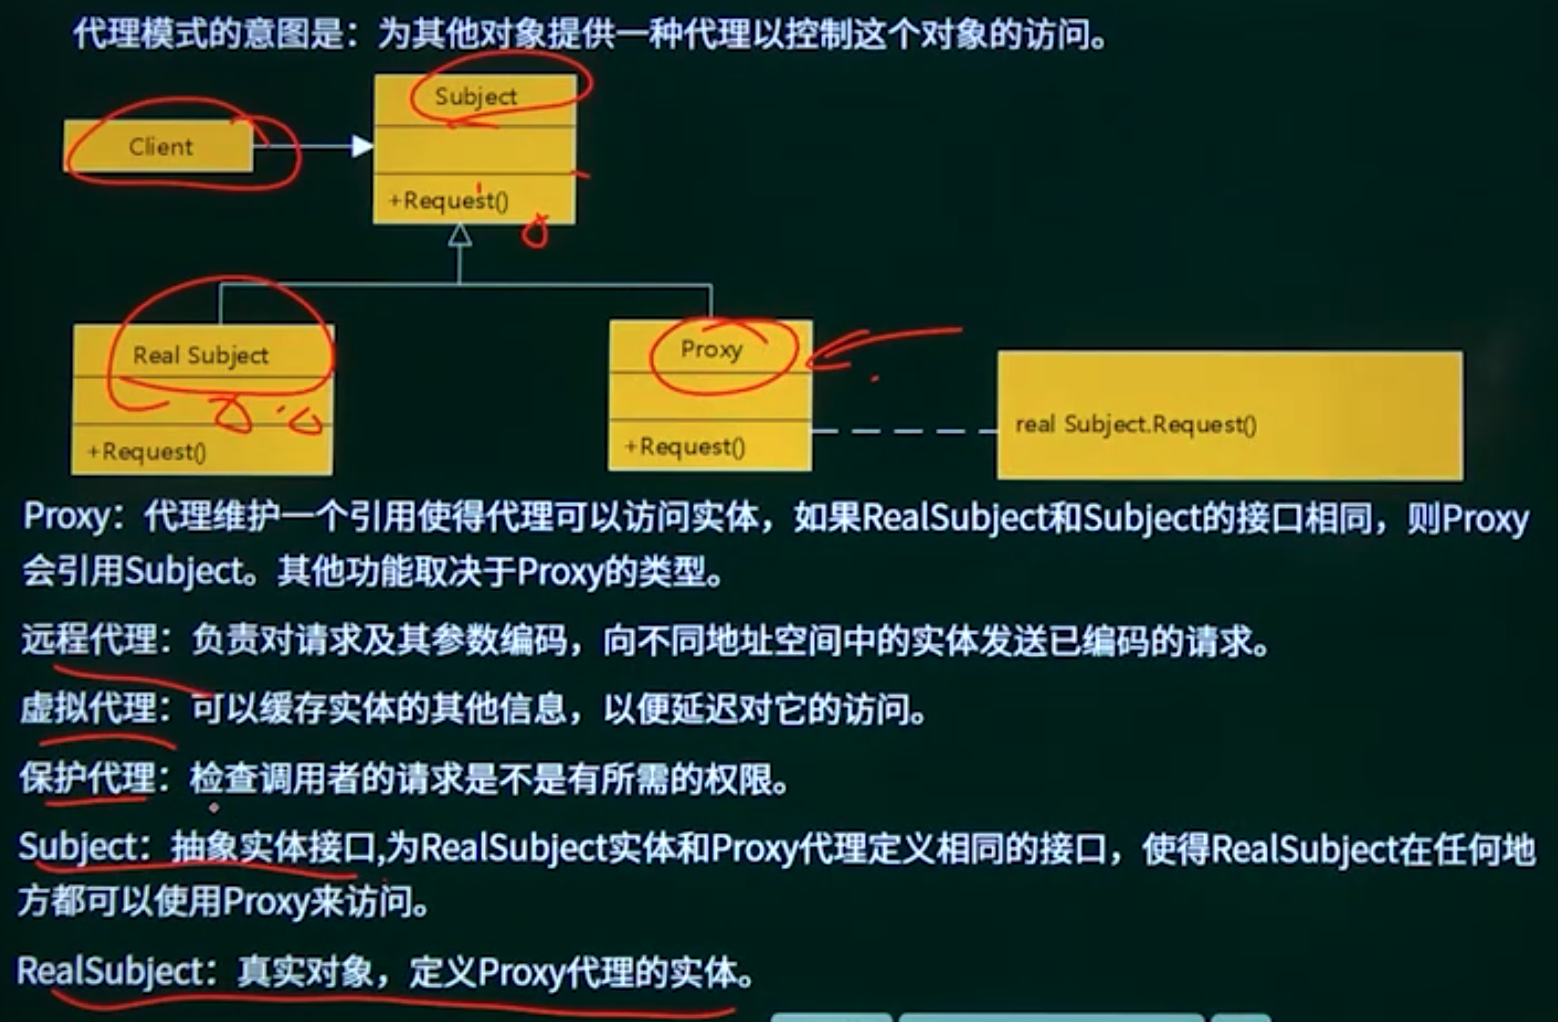 代理模式的意图是：为其他对象提供一种代理以控制这个对象的访问。
Subject
Client
+Request()
Real Subject
Proxy
real Subject.Request()
+Request()
+Request()
Proxy：代理维护一个引用使得代理可以访问实体，如果RealSubject和Subject的接口相同，则Proxy
会引用Subject。其他功能取决于Proxy的类型。
远程代理：负责对请求及其参数编码，向不同地址空间中的实体发送已编码的请求。
虚拟代理：可以缓存实体的其他信息，以便延迟对它的访问。
保护代理：检查调用者的请求是不是有所需的权限。
Subject：抽象实体接口,为RealSubject实体和Proxy代理定义相同的接口，使得RealSubject在任何地
方都可以使用Proxy来访问。
RealSubject：真实对象，定义Proxy代理的实体。